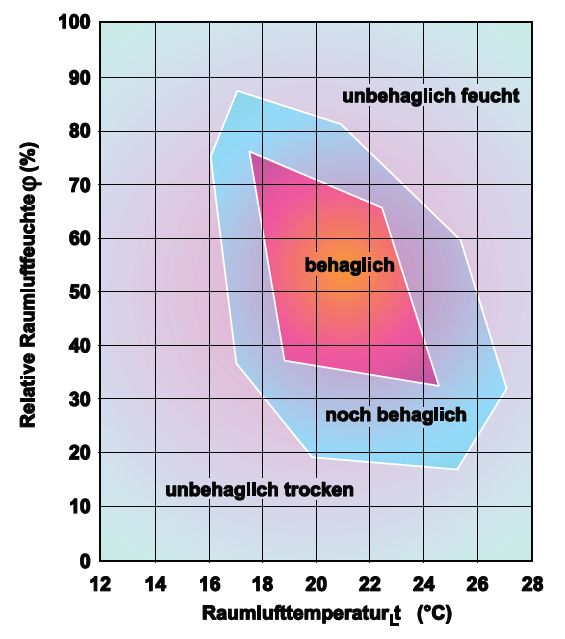 100
90
unbehaglich feucht
80
70
60
behaglich
50
40
30
noch behaglich
20
unbehaglich trocken
10
0
12 14 16 18 20 22 24 26 28
Raumlufttemperatur Lt (°C)
Relative Raumluftfeuchte φ (%)